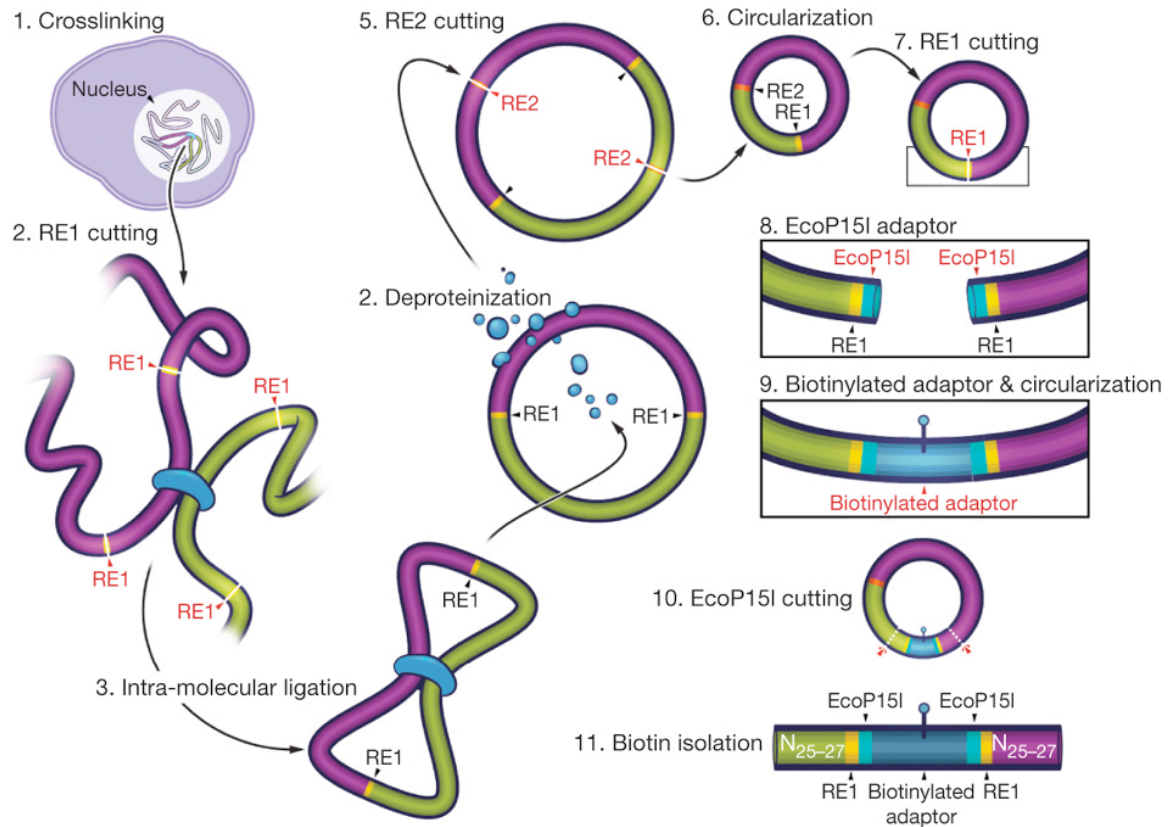 1. Crosslinking
Nucleus
2. RE1 cutting
RE1
RE1
RE1
RE1
3. Intra-molecular ligation
RE1
RE1
2. Deproteinization
RE1
RE1
5. RE2 cutting
RE2
RE2
6. Circularization
RE2
RE1
7. RE1 cutting
RE1
8. EcoP15I adaptor
EcoP15I EcoP15I
RE1 RE1
9. Biotinylated adaptor & circularization
Biotinylated adaptor
10. EcoP15I cutting
11. Biotin isolation
EcoP15I EcoP15I
N25–27 N25–27
RE1 Biotinylated RE1
adaptor